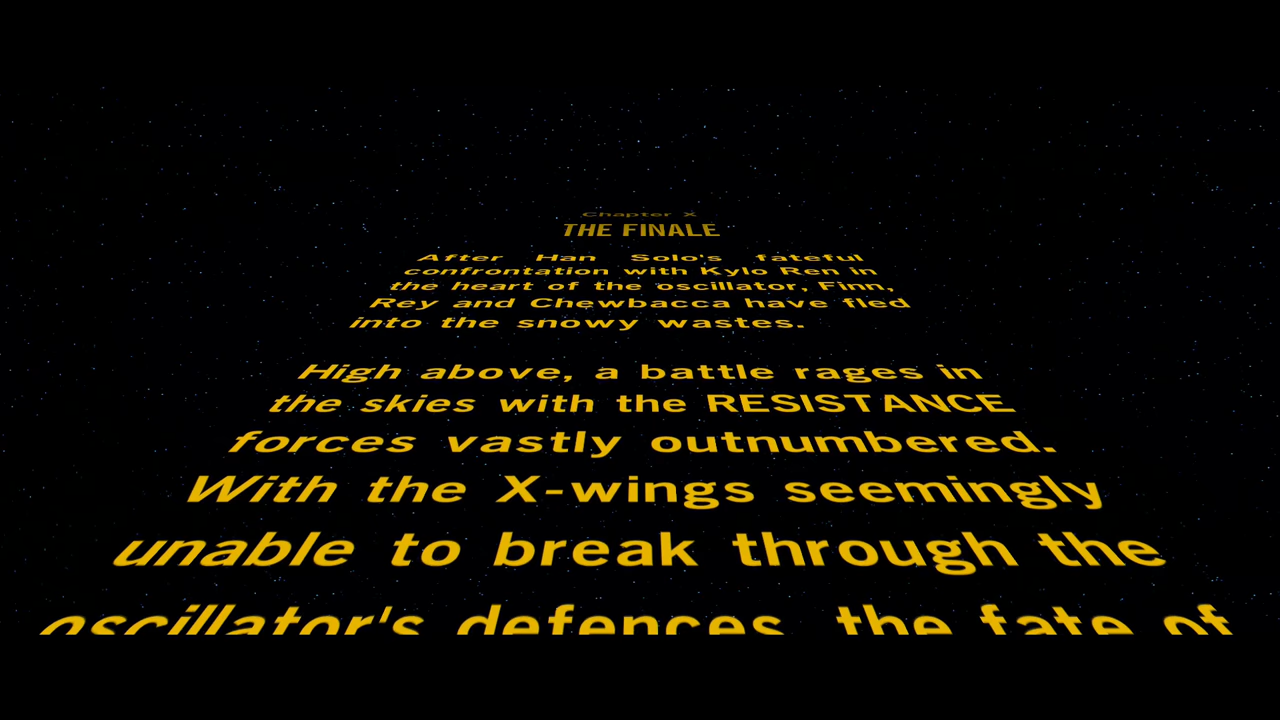 Chapter X
THE FINALE
After Han Solo's fateful
confrontation with Kylo Ren in
the heart of the oscillator, Finn,
Rey and Chewbacca have fled
into the snowy wastes.
High above, a battle rages in
the skies with the RESISTANCE
forces vastly outnumbered.
With the X-wings seemingly
unable to break through the
oscillator's defences, the fate of